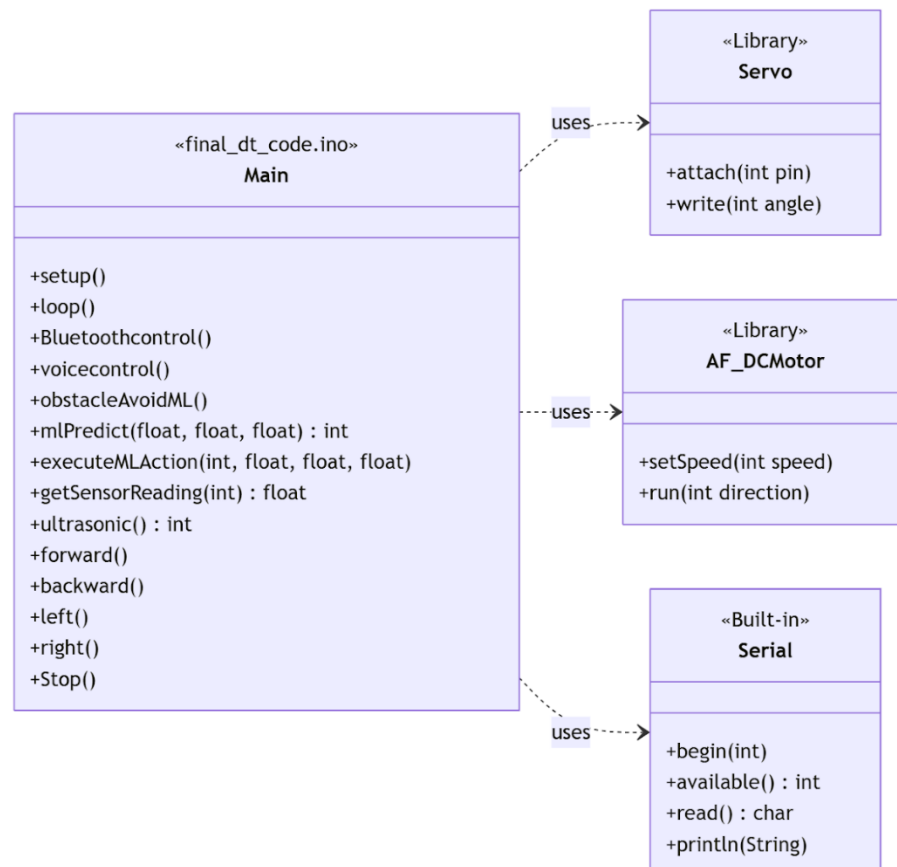 «final_dt_code.ino»
Main
+setup()
+loop()
+Bluetoothcontrol()
+voicecontrol()
+obstacleAvoidML()
+mlPredict(float, float, float) : int
+executeMLAction(int, float, float, float)
+getSensorReading(int) : float
+ultrasonic() : int
+forward()
+backward()
+left()
+right()
+Stop()
uses
«Library»
Servo
+attach(int pin)
+write(int angle)
uses
«Library»
AF_DCMotor
+setSpeed(int speed)
+run(int direction)
uses
«Built-in»
Serial
+begin(int)
+available() : int
+read() : char
+println(String)